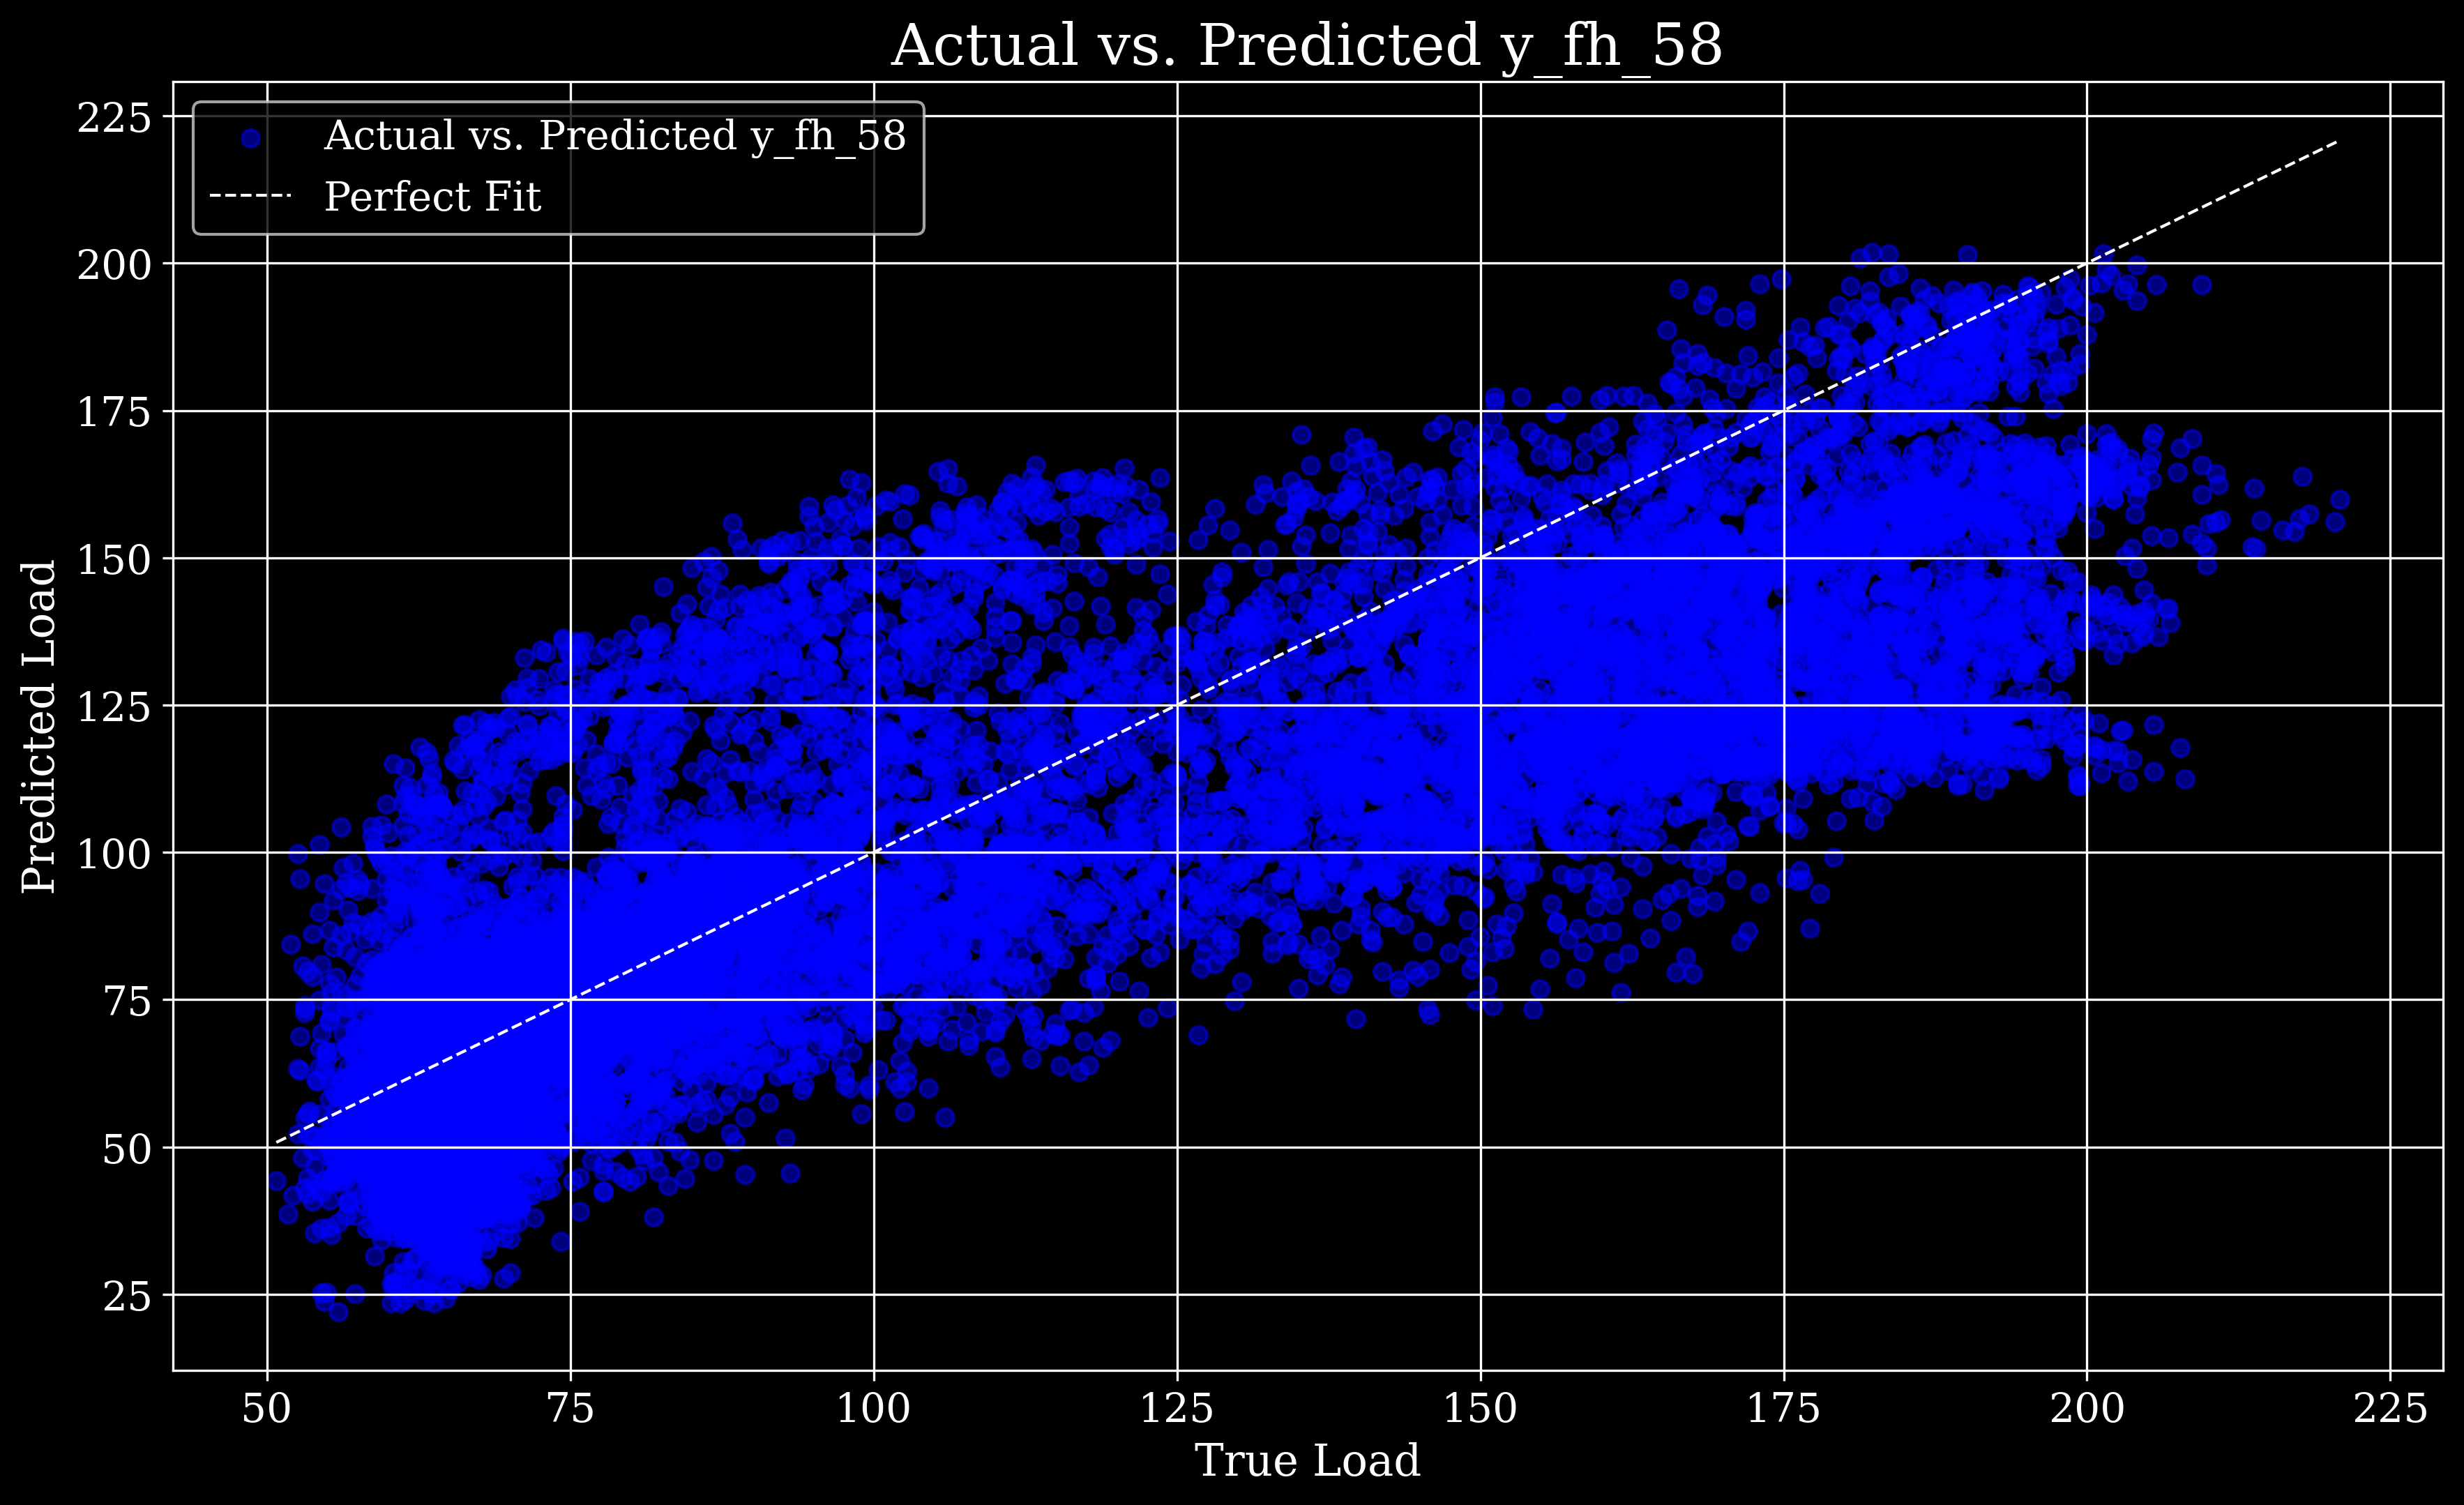 Actual vs. Predicted y_fh_58
Actual vs. Predicted y_fh_58
Perfect Fit
225
200
175
150
125
100
75
50
25
Predicted Load
50 75 100 125 150 175 200 225
True Load